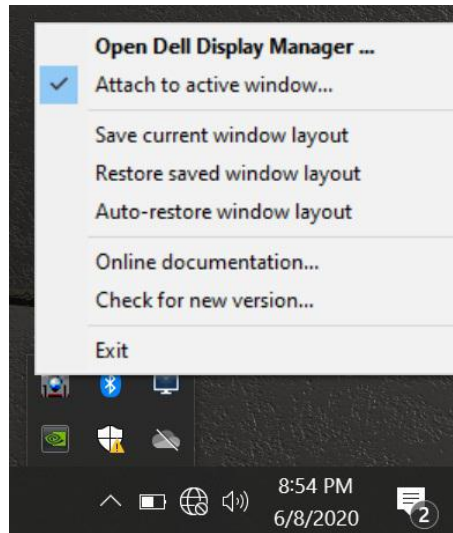 Open Dell Display Manager ...
Attach to active window...
Save current window layout
Restore saved window layout
Auto-restore window layout
Online documentation...
Check for new version...
Exit
8:54 PM
6/8/2020
2